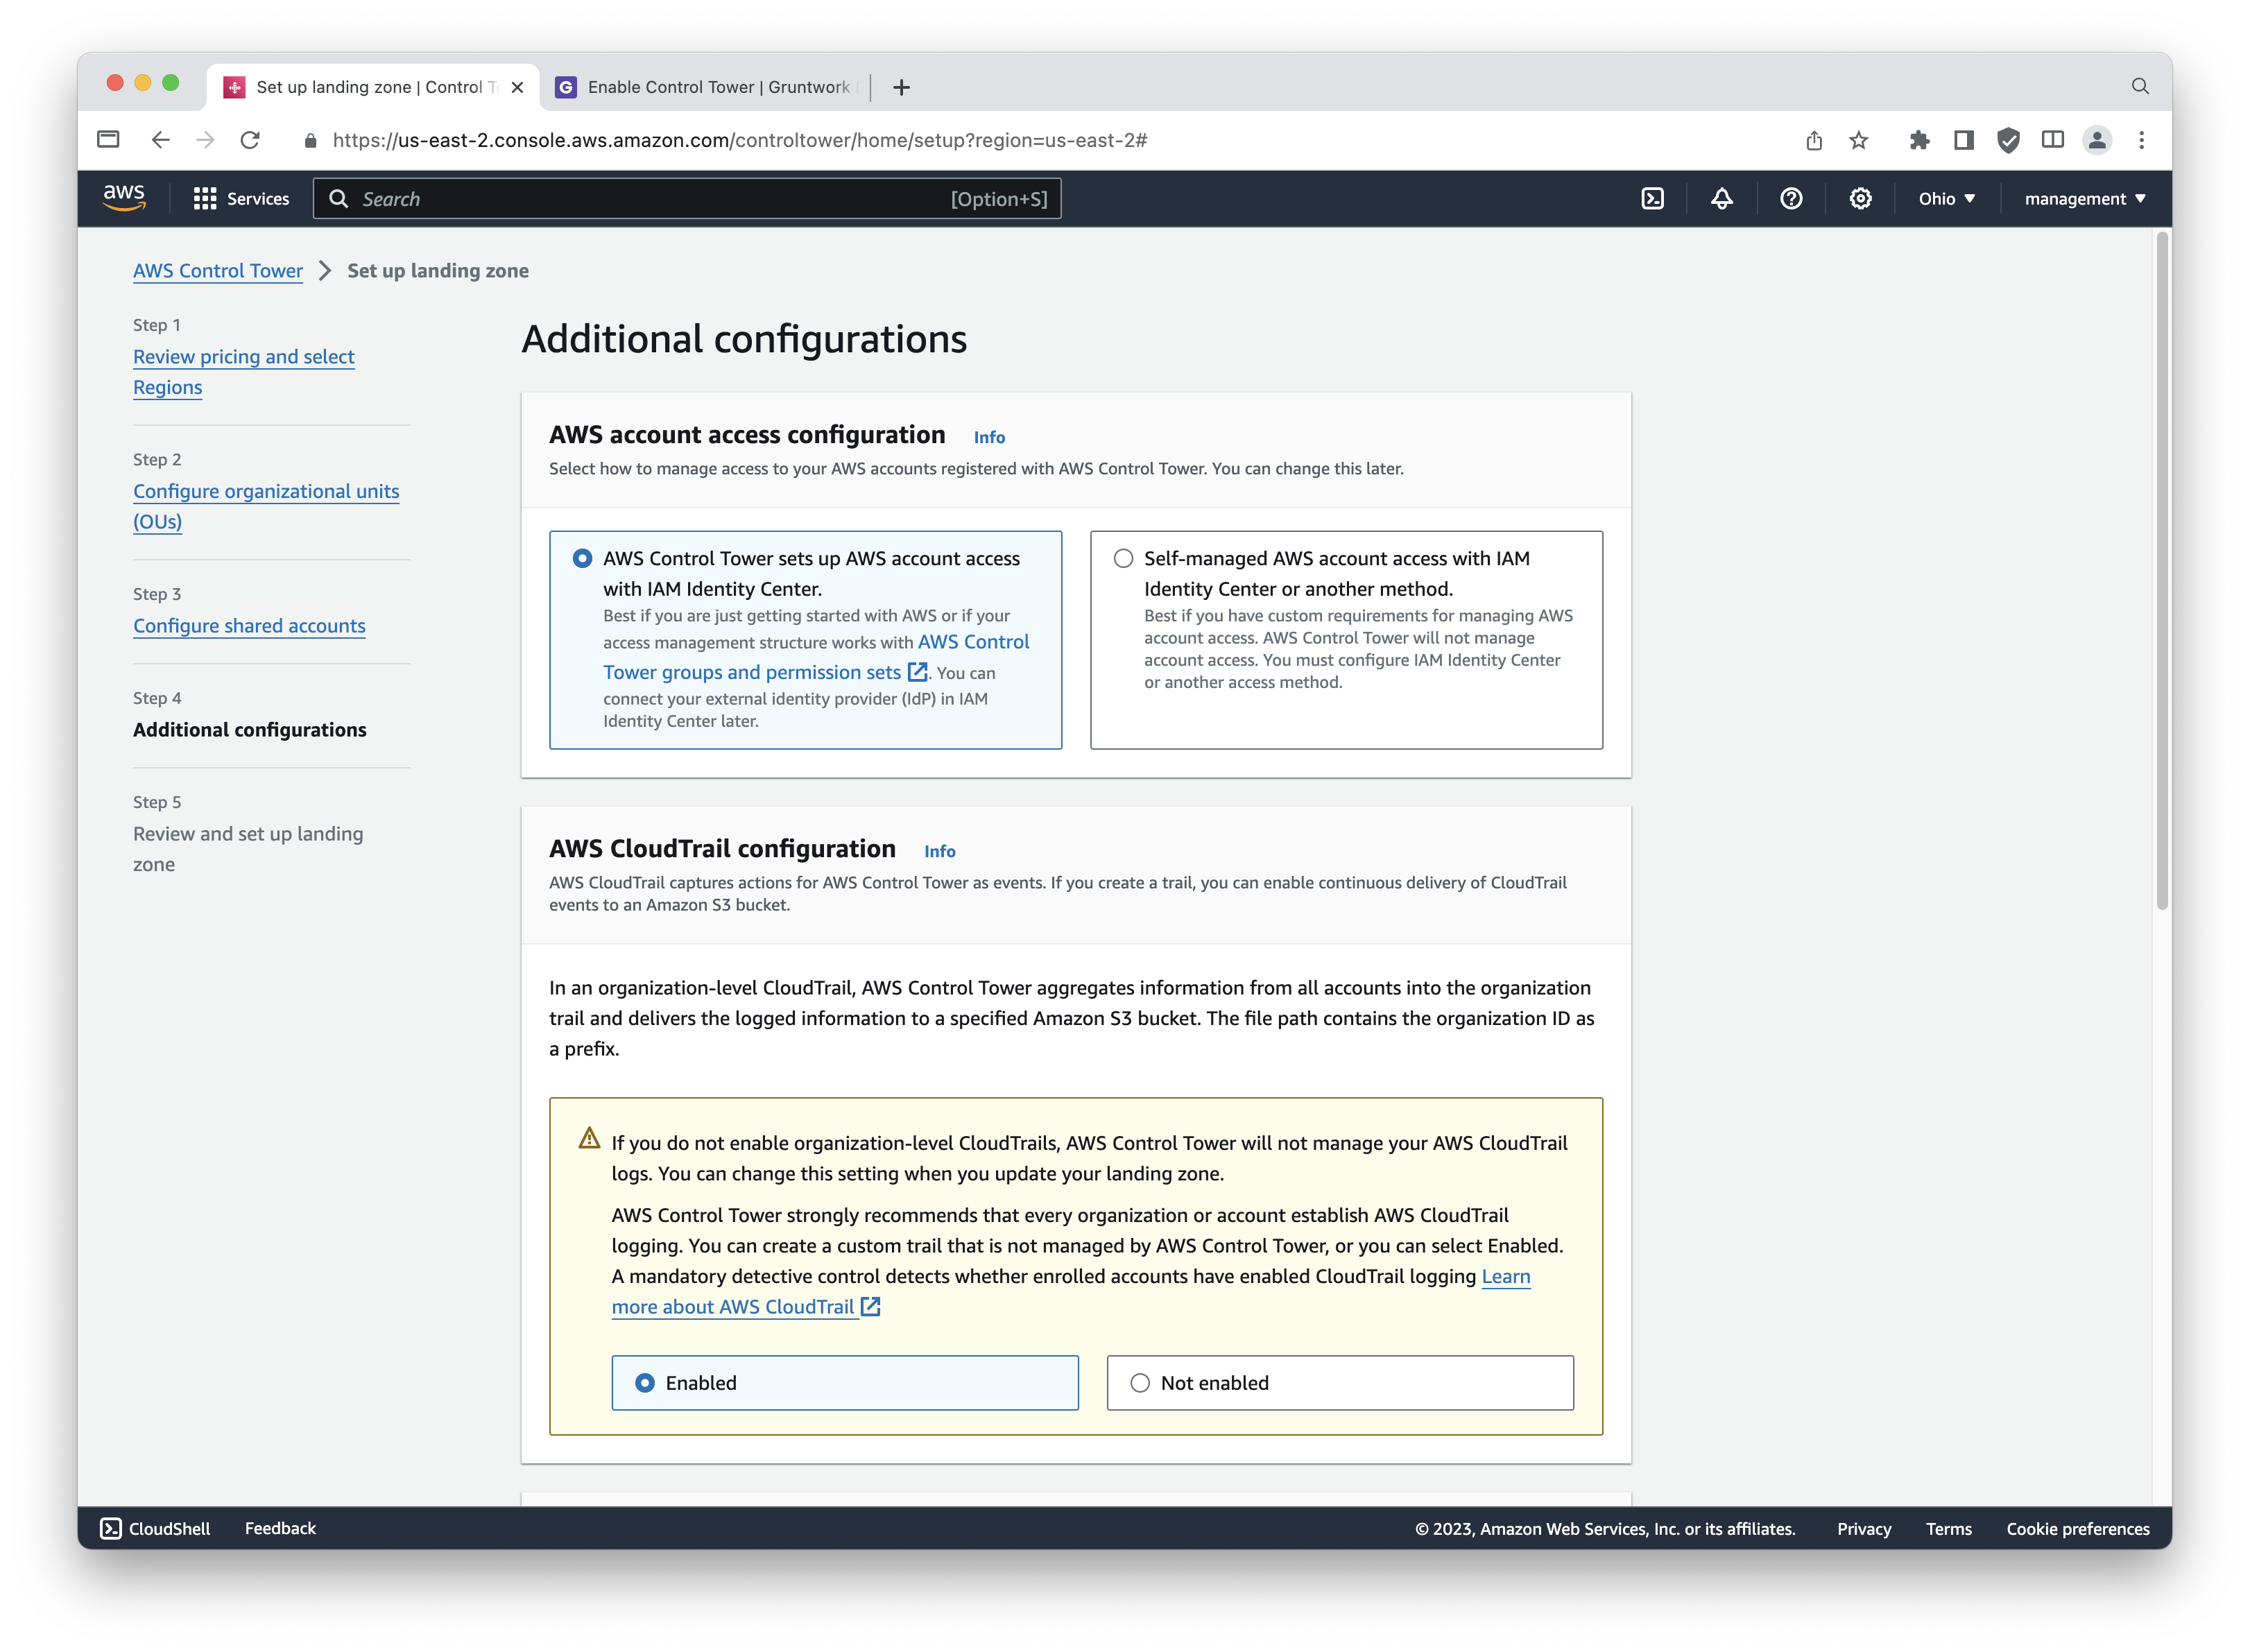 Set up landing zone | Control T
Enable Control Tower | Gruntwork
https://us-east-2.console.aws.amazon.com/controltower/home/setup?region=us-east-2#
aws
Services
Search
[Option+S]
Ohio
management
AWS Control Tower
Set up landing zone
Step 1
Review pricing and select
Regions
Step 2
Configure organizational units
(OUs)
Step 3
Configure shared accounts
Step 4
Additional configurations
Step 5
Review and set up landing
zone
Additional configurations
AWS account access configuration Info
Select how to manage access to your AWS accounts registered with AWS Control Tower. You can change this later.
AWS Control Tower sets up AWS account access
with IAM Identity Center.
Best if you are just getting started with AWS or if your
access management structure works with AWS Control
Tower groups and permission sets . You can
connect your external identity provider (IdP) in IAM
Identity Center later.
Self-managed AWS account access with IAM
Identity Center or another method.
Best if you have custom requirements for managing AWS
account access. AWS Control Tower will not manage
account access. You must configure IAM Identity Center
or another access method.
AWS CloudTrail configuration Info
AWS CloudTrail captures actions for AWS Control Tower as events. If you create a trail, you can enable continuous delivery of CloudTrail
events to an Amazon S3 bucket.
In an organization-level CloudTrail, AWS Control Tower aggregates information from all accounts into the organization
trail and delivers the logged information to a specified Amazon S3 bucket. The file path contains the organization ID as
a prefix.
If you do not enable organization-level CloudTrails, AWS Control Tower will not manage your AWS CloudTrail
logs. You can change this setting when you update your landing zone.
AWS Control Tower strongly recommends that every organization or account establish AWS CloudTrail
logging. You can create a custom trail that is not managed by AWS Control Tower, or you can select Enabled.
A mandatory detective control detects whether enrolled accounts have enabled CloudTrail logging Learn
more about AWS CloudTrail
Enabled
Not enabled
CloudShell
Feedback
© 2023, Amazon Web Services, Inc. or its affiliates.
Privacy
Terms
Cookie preferences